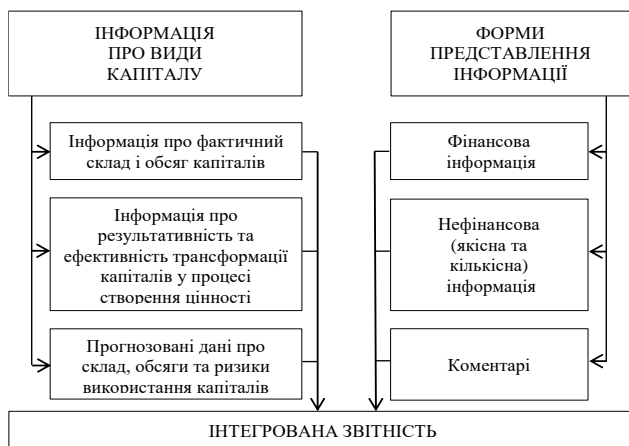 ІНФОРМАЦІЯ
ПРО ВИДИ
КАПІТАЛУ
ФОРМИ
ПРЕДСТАВЛЕННЯ
ІНФОРМАЦІЇ
Інформація про фактичний
склад і обсяг капіталів
Фінансова
інформація
Інформація про
результативність та
ефективність трансформації
капіталів у процесі
створення цінності
Нефінансова
(якісна та
кількісна)
інформація
Прогнозовані дані про
склад, обсяги та ризики
використання капіталів
Коментарі
ІНТЕГРОВАНА ЗВІТНІСТЬ